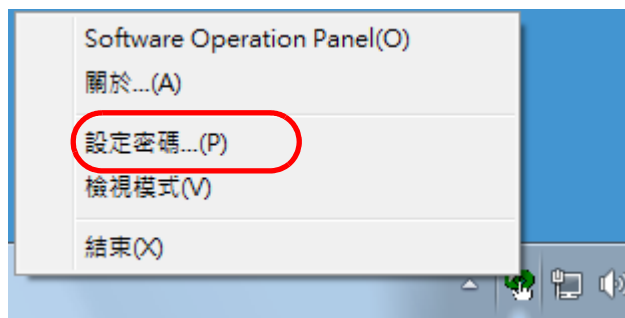 Software Operation Panel(O)
關於...(A)
設定密碼...(P)
檢視模式(V)
結束(X)